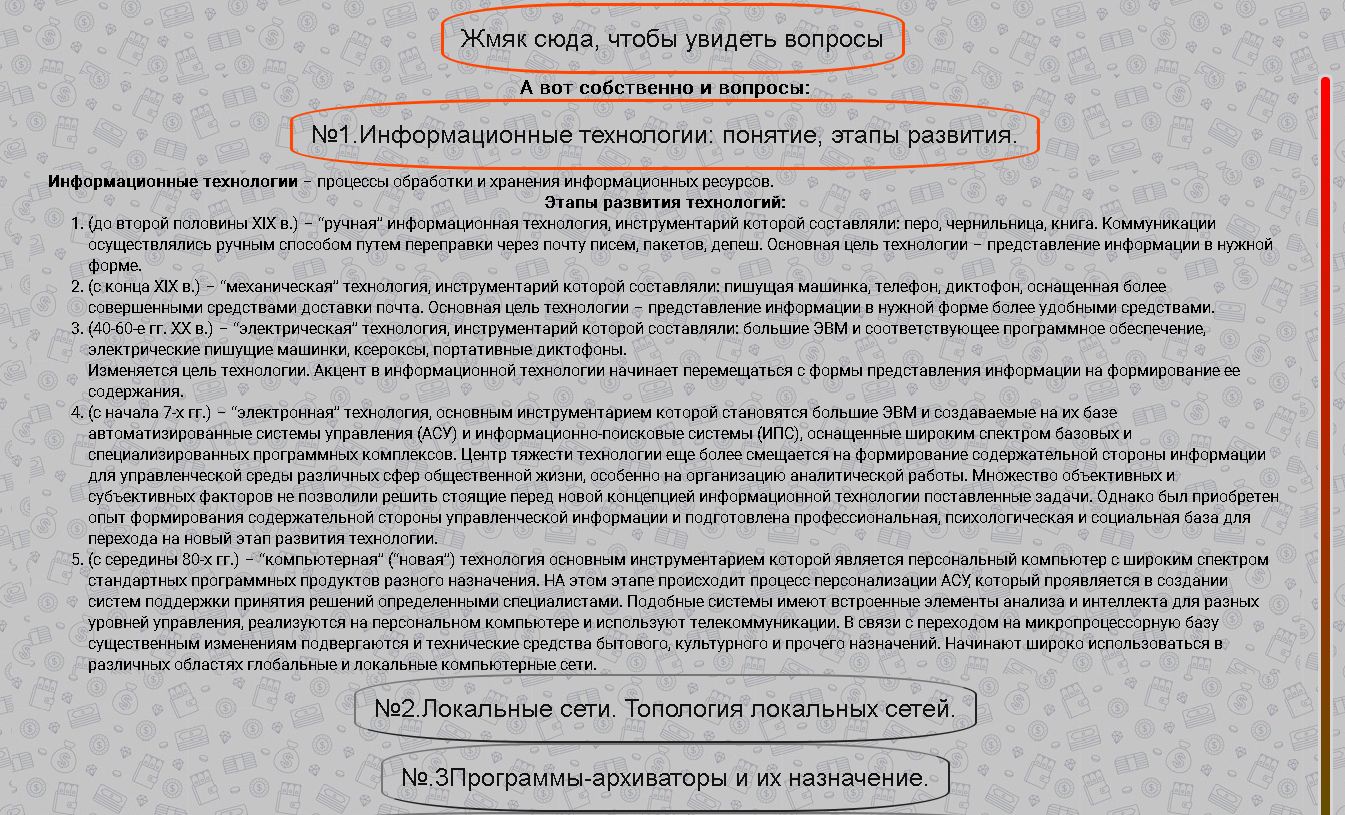 Жмяк сюда, чтобы увидеть вопросы
А вот собственно и вопросы:
№1.Информационные технологии: понятие, этапы развития.
Информационные технологии – процессы обработки и хранения информационных ресурсов.
Этапы развития технологий:
1. (до второй половины XIX в.) – “ручная” информационная технология, инструментарий которой составляли: перо, чернильница, книга. Коммуникации
осуществлялись ручным способом путем переправки через почту писем, пакетов, депеш. Основная цель технологии – представление информации в нужной
форме.
2. (с конца XIX в.) – “механическая” технология, инструментарий которой составляли: пишущая машинка, телефон, диктофон, оснащенная более
совершенными средствами доставки почта. Основная цель технологии – представление информации в нужной форме более удобными средствами.
3. (40-60-е гг. XX в.) – “электрическая” технология, инструментарий которой составляли: большие ЭВМ и соответствующее программное обеспечение,
электрические пишущие машинки, ксероксы, портативные диктофоны.
Изменяется цель технологии. Акцент в информационной технологии начинает перемещаться с формы представления информации на формирование ее
содержания.
4. (с начала 7-х гг.) – “электронная” технология, основным инструментарием которой становятся большие ЭВМ и создаваемые на их базе
автоматизированные системы управления (АСУ) и информационно-поисковые системы (ИПС), оснащенные широким спектром базовых и
специализированных программных комплексов. Центр тяжести технологии еще более смещается на формирование содержательной стороны информации
для управленческой среды различных сфер общественной жизни, особенно на организацию аналитической работы. Множество объективных и
субъективных факторов не позволили решить стоящие перед новой концепцией информационной технологии поставленные задачи. Однако был приобретен
опыт формирования содержательной стороны управленческой информации и подготовлена профессиональная, психологическая и социальная база для
перехода на новый этап развития технологии.
5. (с середины 80-х гг.) – “компьютерная” (“новая”) технология основным инструментарием которой является персональный компьютер с широким спектром
стандартных программных продуктов разного назначения. НА этом этапе происходит процесс персонализации АСУ, который проявляется в создании
систем поддержки принятия решений определенными специалистами. Подобные системы имеют встроенные элементы анализа и интеллекта для разных
уровней управления, реализуются на персональном компьютере и используют телекоммуникации. В связи с переходом на микропроцессорную базу
существенным изменениям подвергаются и технические средства бытового, культурного и прочего назначений. Начинают широко использоваться в
различных областях глобальные и локальные компьютерные сети.
№2.Локальные сети. Топология локальных сетей.
№.3Программы-архиваторы и их назначение.